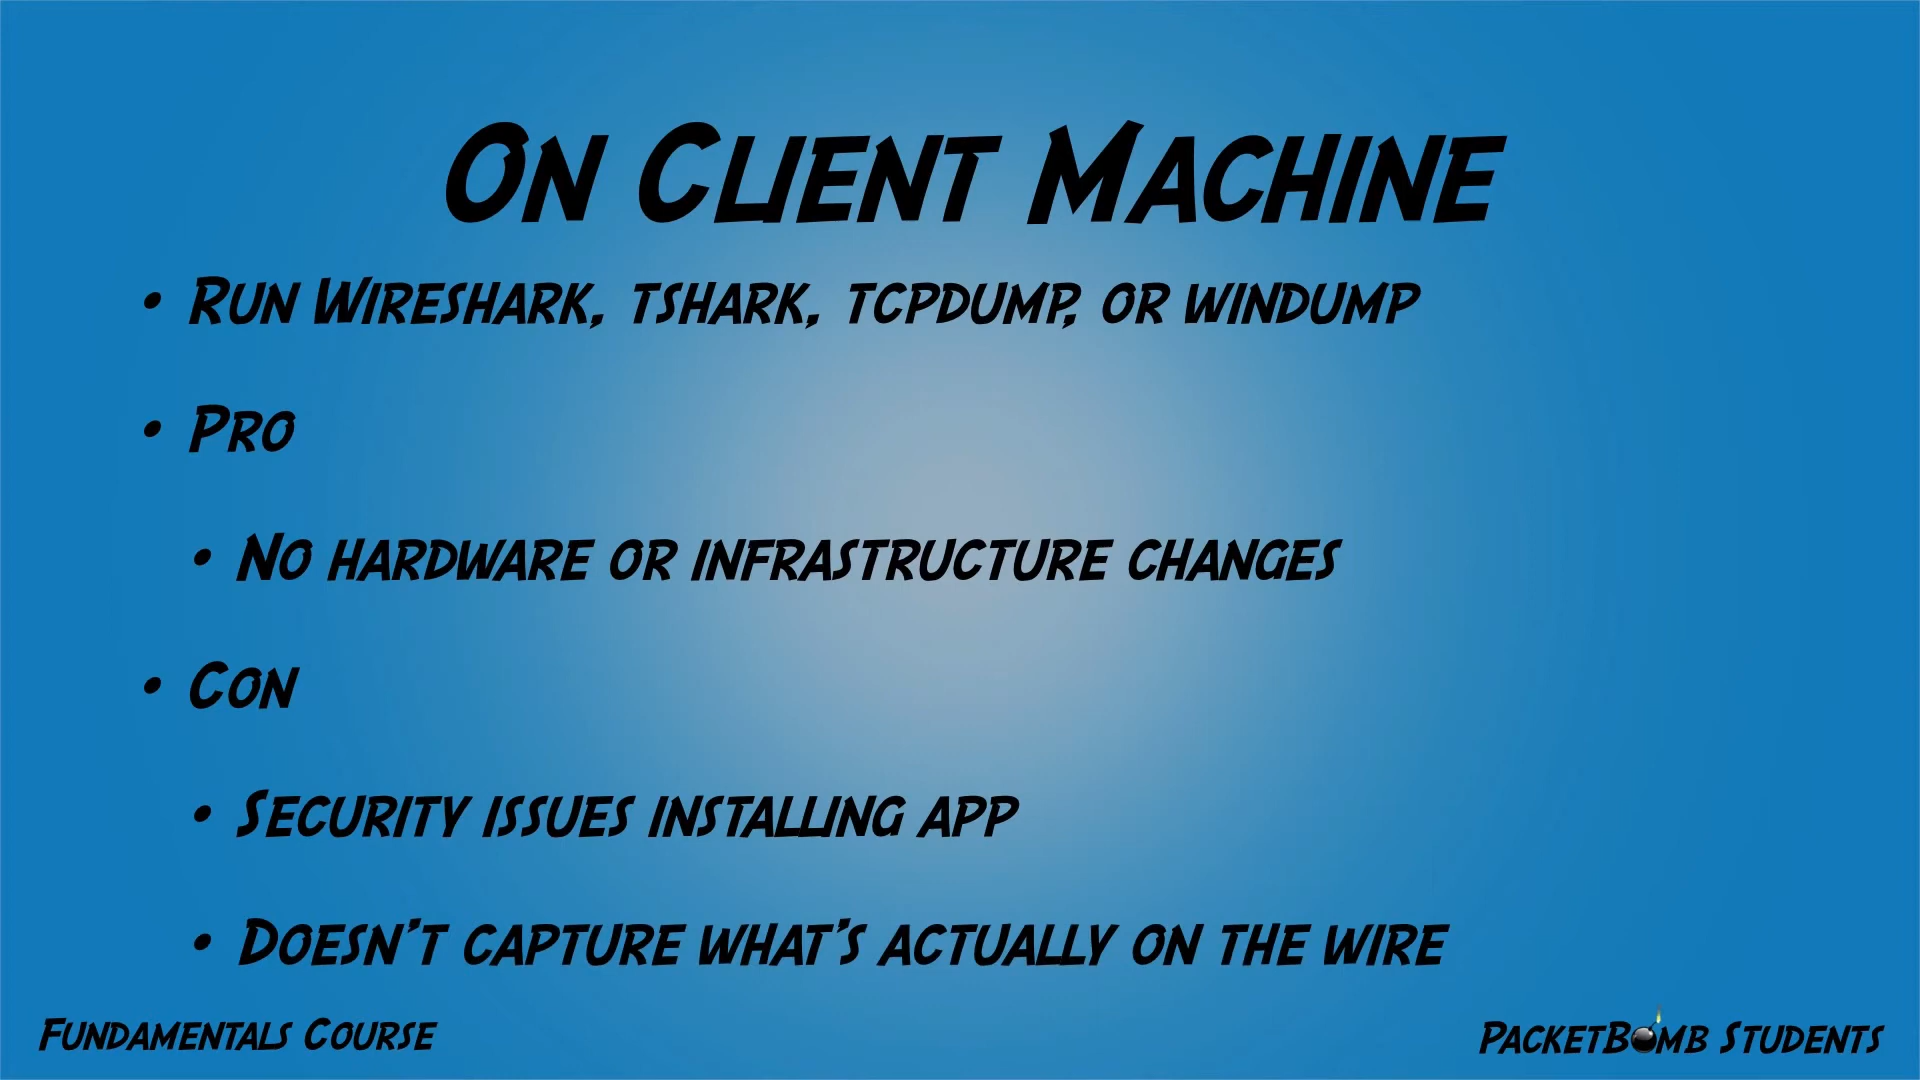 On Client Machine
• Run Wireshark, tshark, tcpdump, or windump
• Pro
• No hardware or infrastructure changes
• Con
• Security issues installing app
• Doesn't capture what's actually on the wire
Fundamentals Course
PacketBomb Students